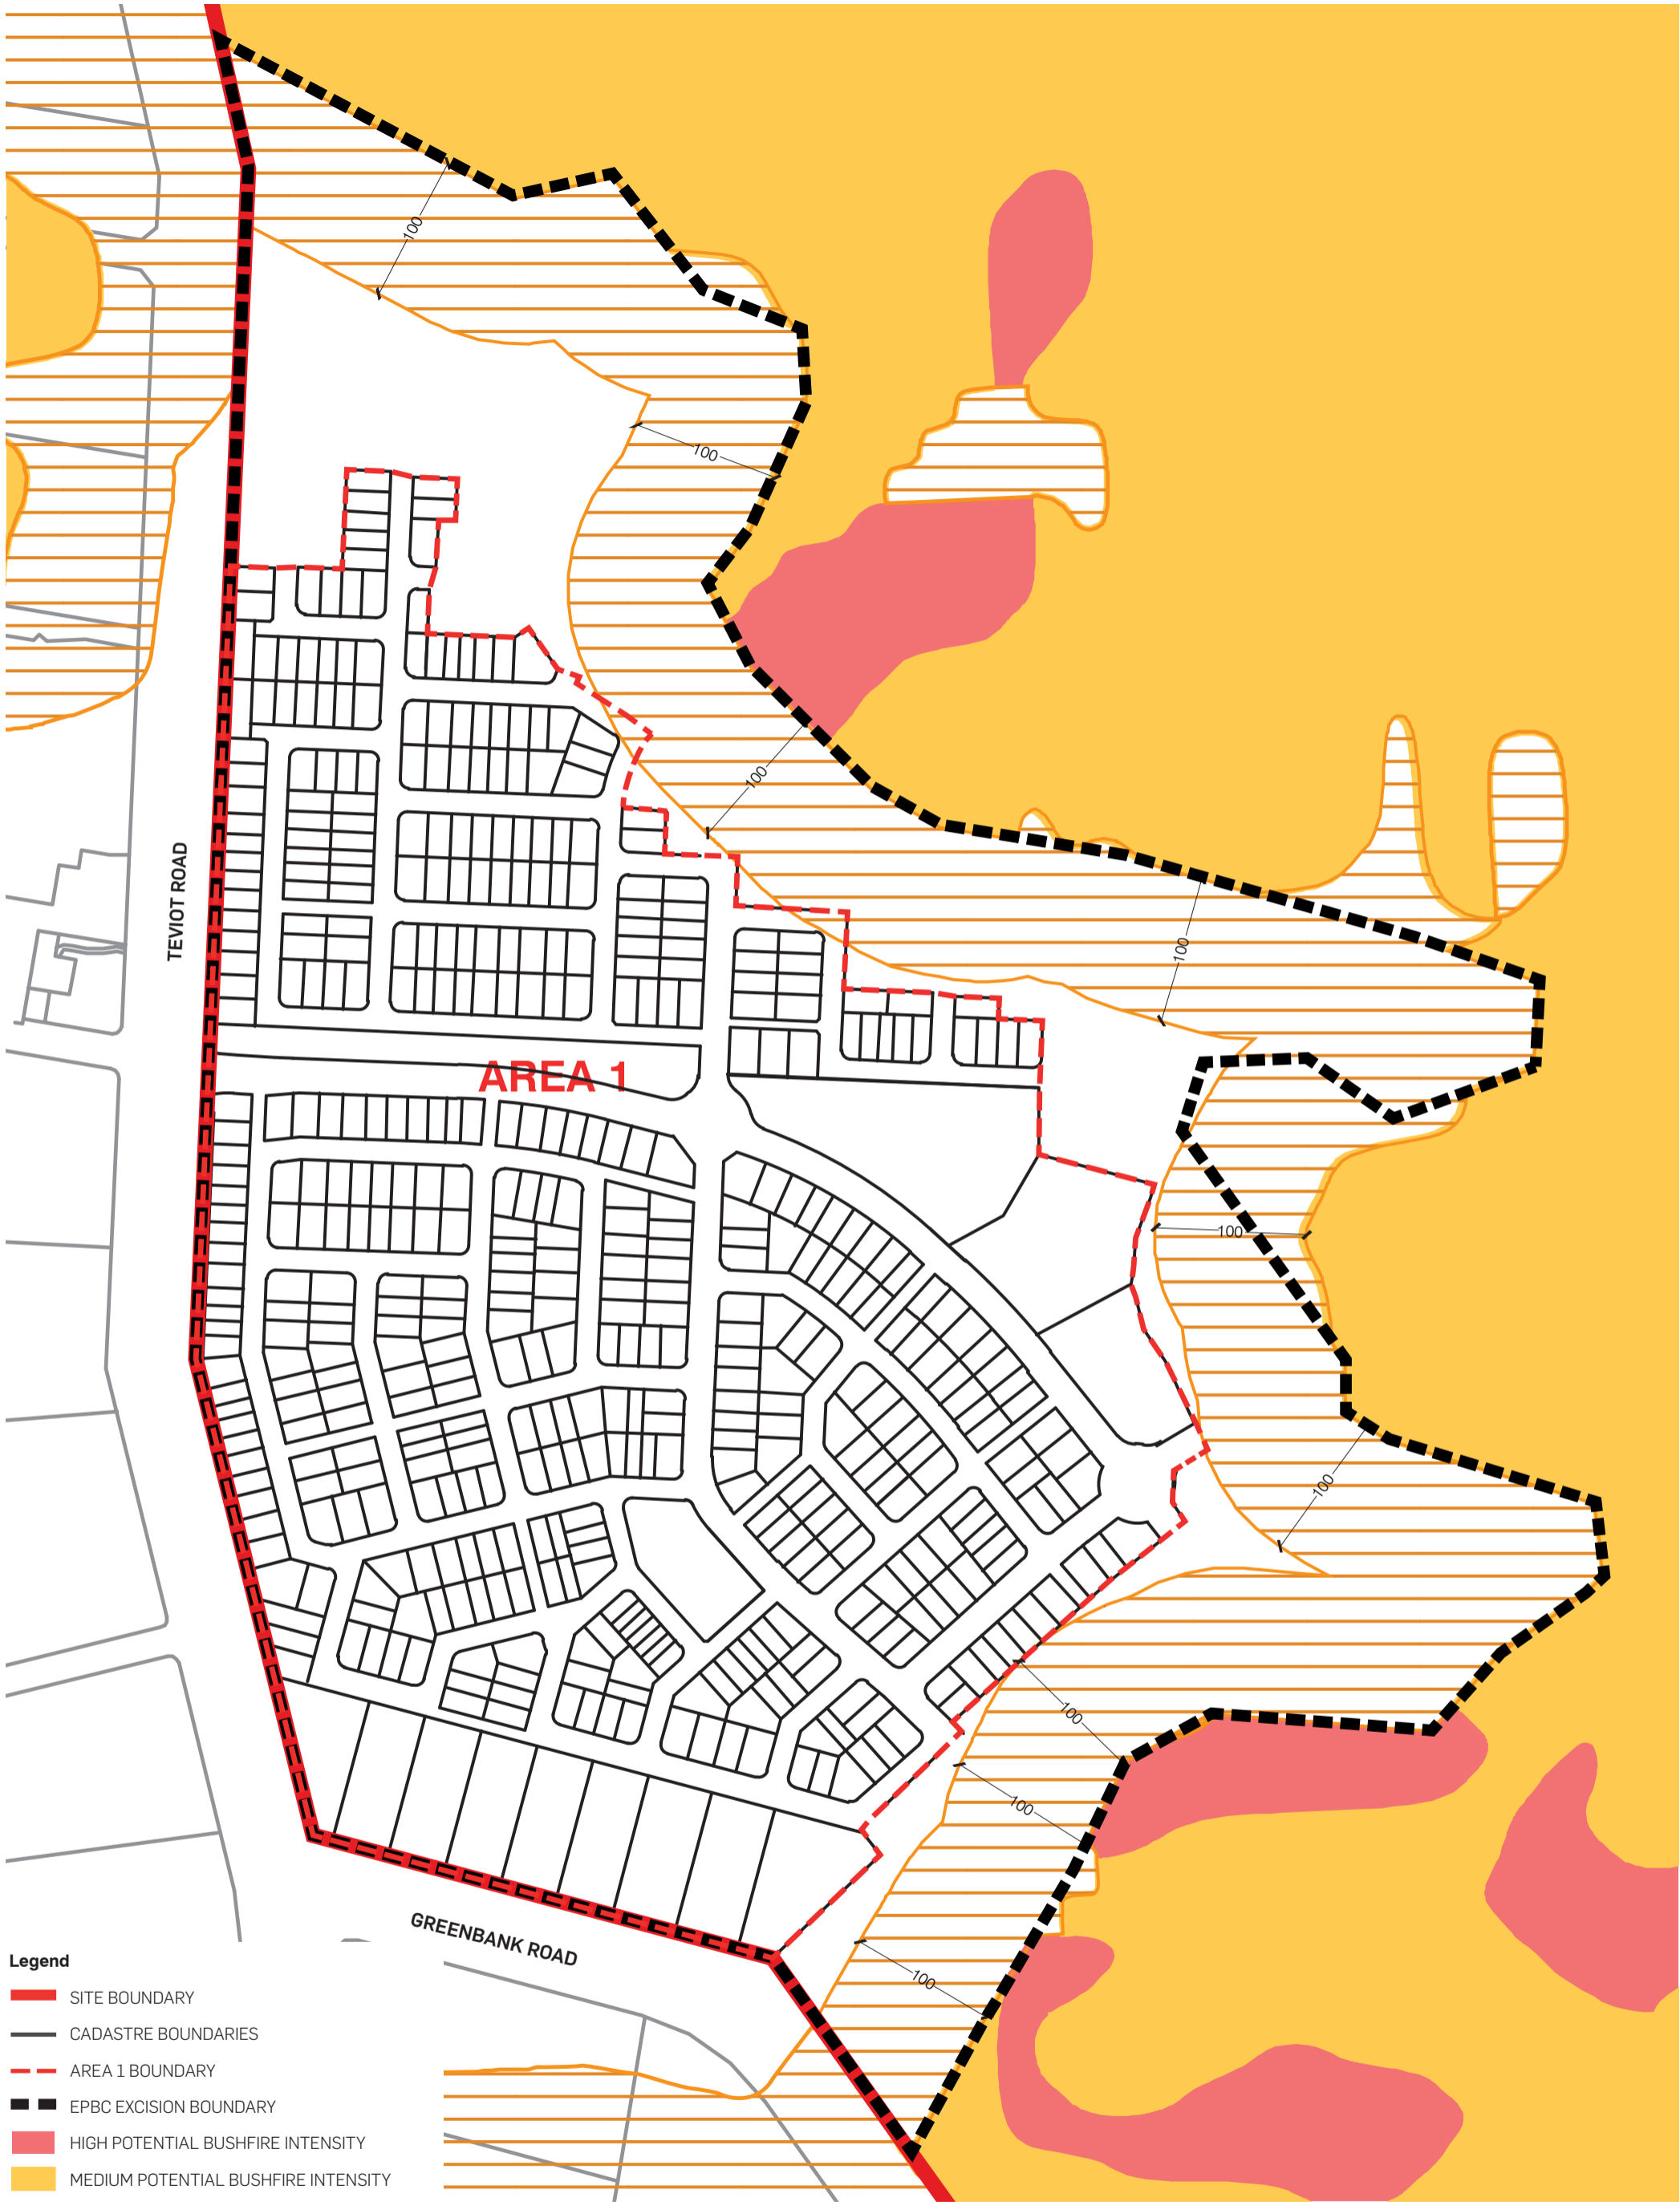 100
100
100
TEVIOT ROAD
100
AREA 1
100
100
100
100
GREENBANK ROAD
100
Legend
SITE BOUNDARY
CADASTRE BOUNDARIES
AREA 1 BOUNDARY
EPBC EXCISION BOUNDARY
HIGH POTENTIAL BUSHFIRE INTENSITY
MEDIUM POTENTIAL BUSHFIRE INTENSITY